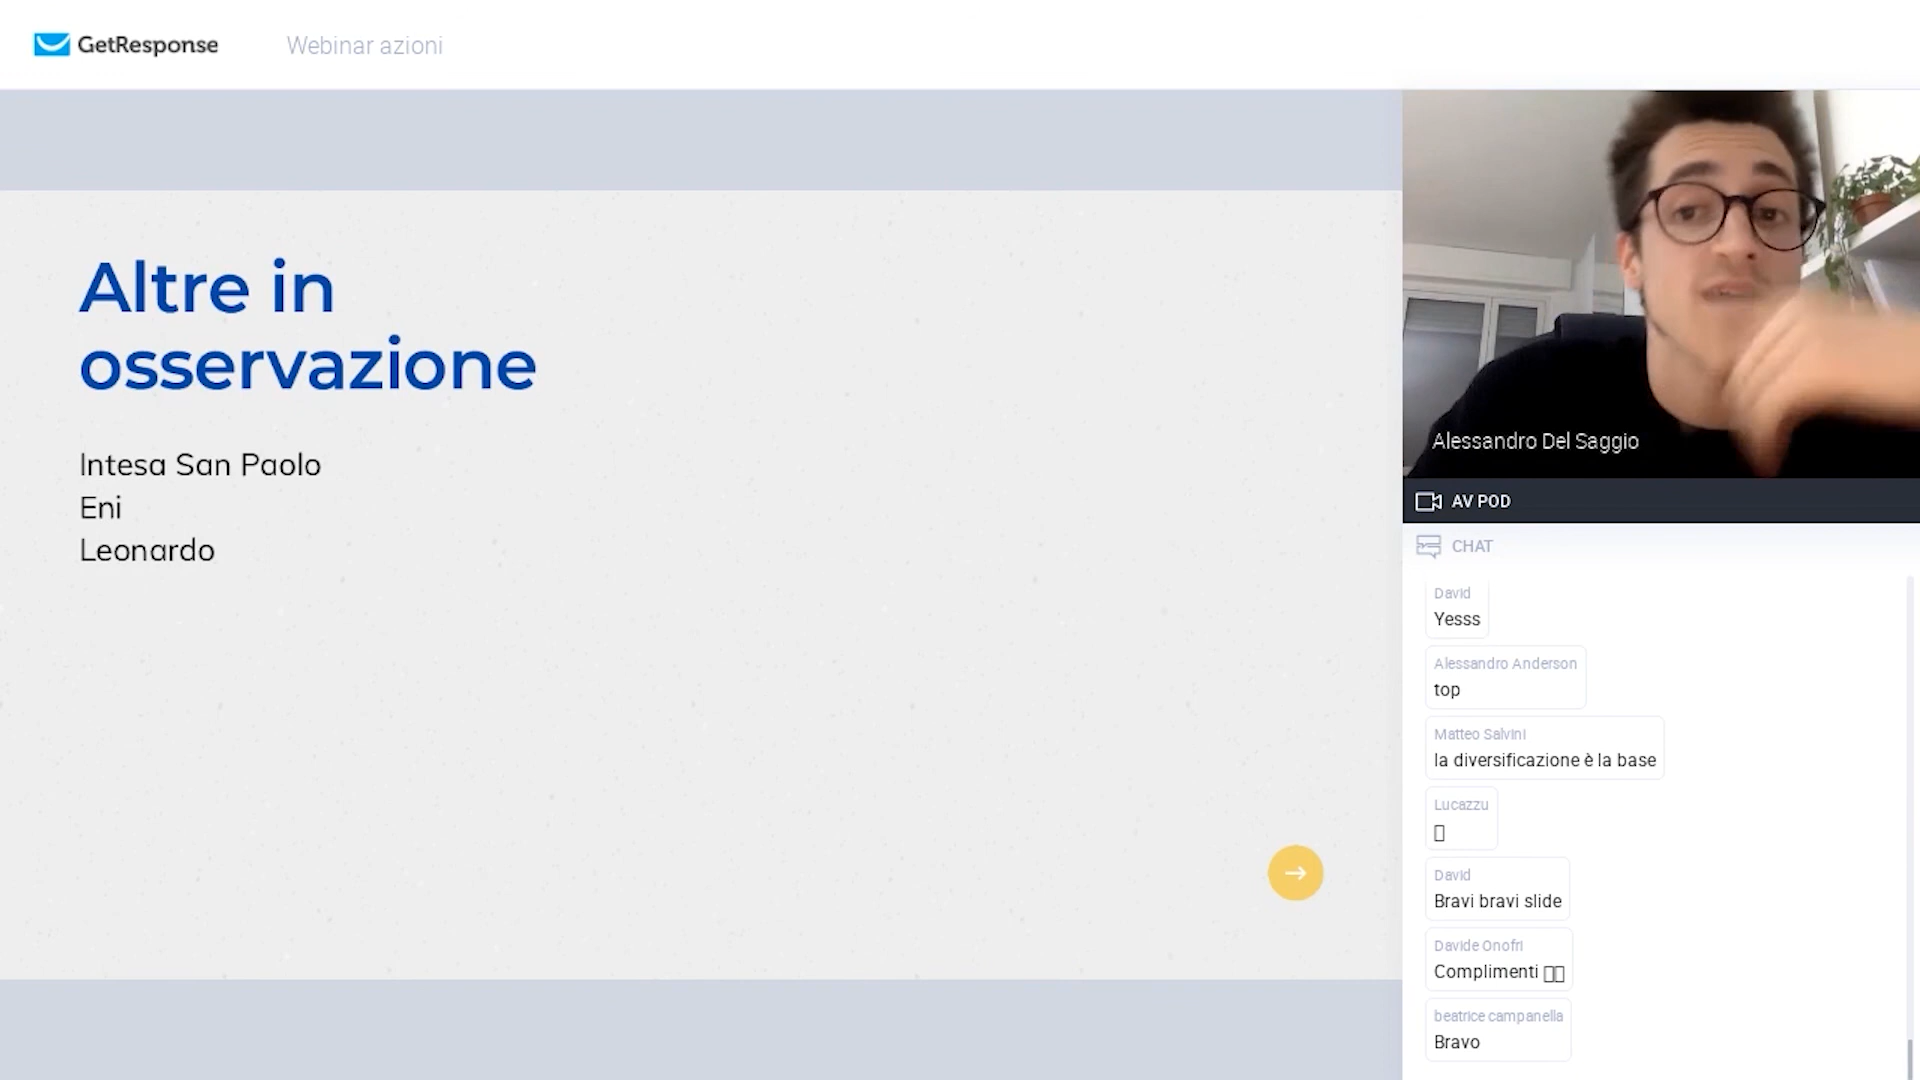 GetResponse
Webinar azioni
Altre in
osservazione
Intesa San Paolo
Eni
Leonardo
Alessandro Del Saggio
AV POD
CHAT
David
Yesss
Alessandro Anderson
top
Matteo Salvini
la diversificazione è la base
Lucazzu
David
Bravi bravi slide
Davide Onofri
Complimenti
beatrice campanella
Bravo